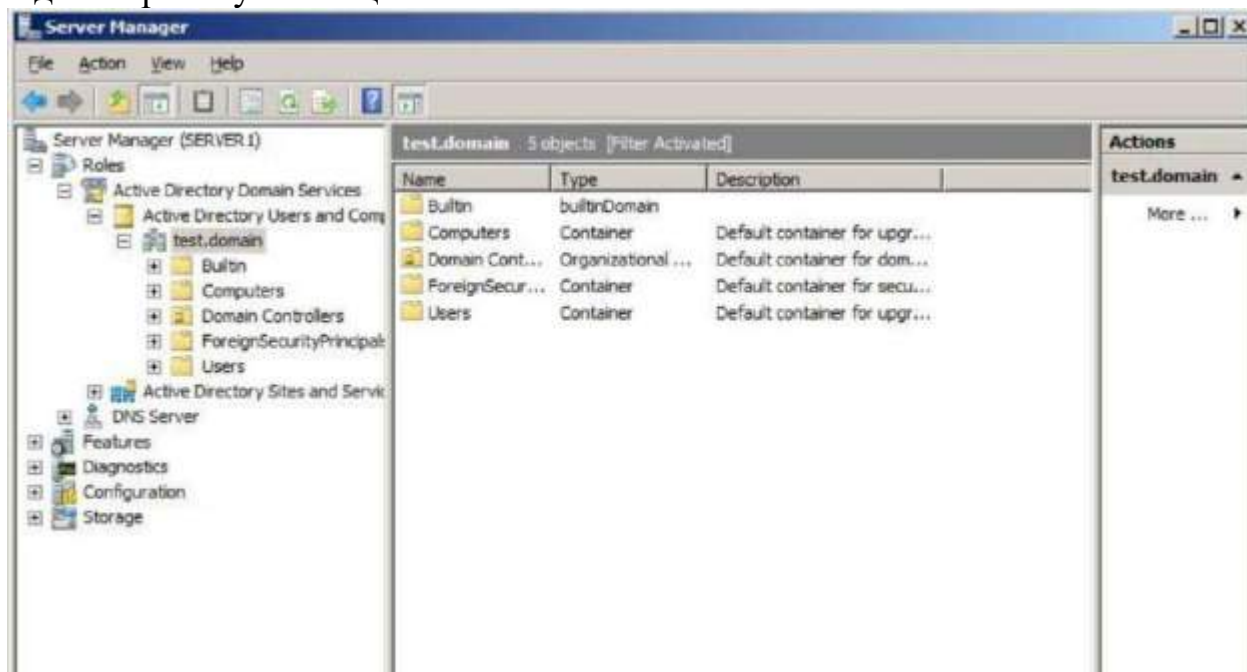 Server Manager
File Action View Help
Server Manager (SERVER1)
Roles
Active Directory Domain Services
Active Directory Users and Comp
test.domain
Builtin
Computers
Domain Controllers
ForeignSecurityPrincipals
Users
Active Directory Sites and Servic
DNS Server
Features
Diagnostics
Configuration
Storage
test.domain 5 objects [Filter Activated]
Name Type Description
Builtin builtinDomain
Computers Container Default container for upgr...
Domain Cont... Organizational ... Default container for dom...
ForeignSecur... Container Default container for secu...
Users Container Default container for upgr...
Actions
test.domain
More ...